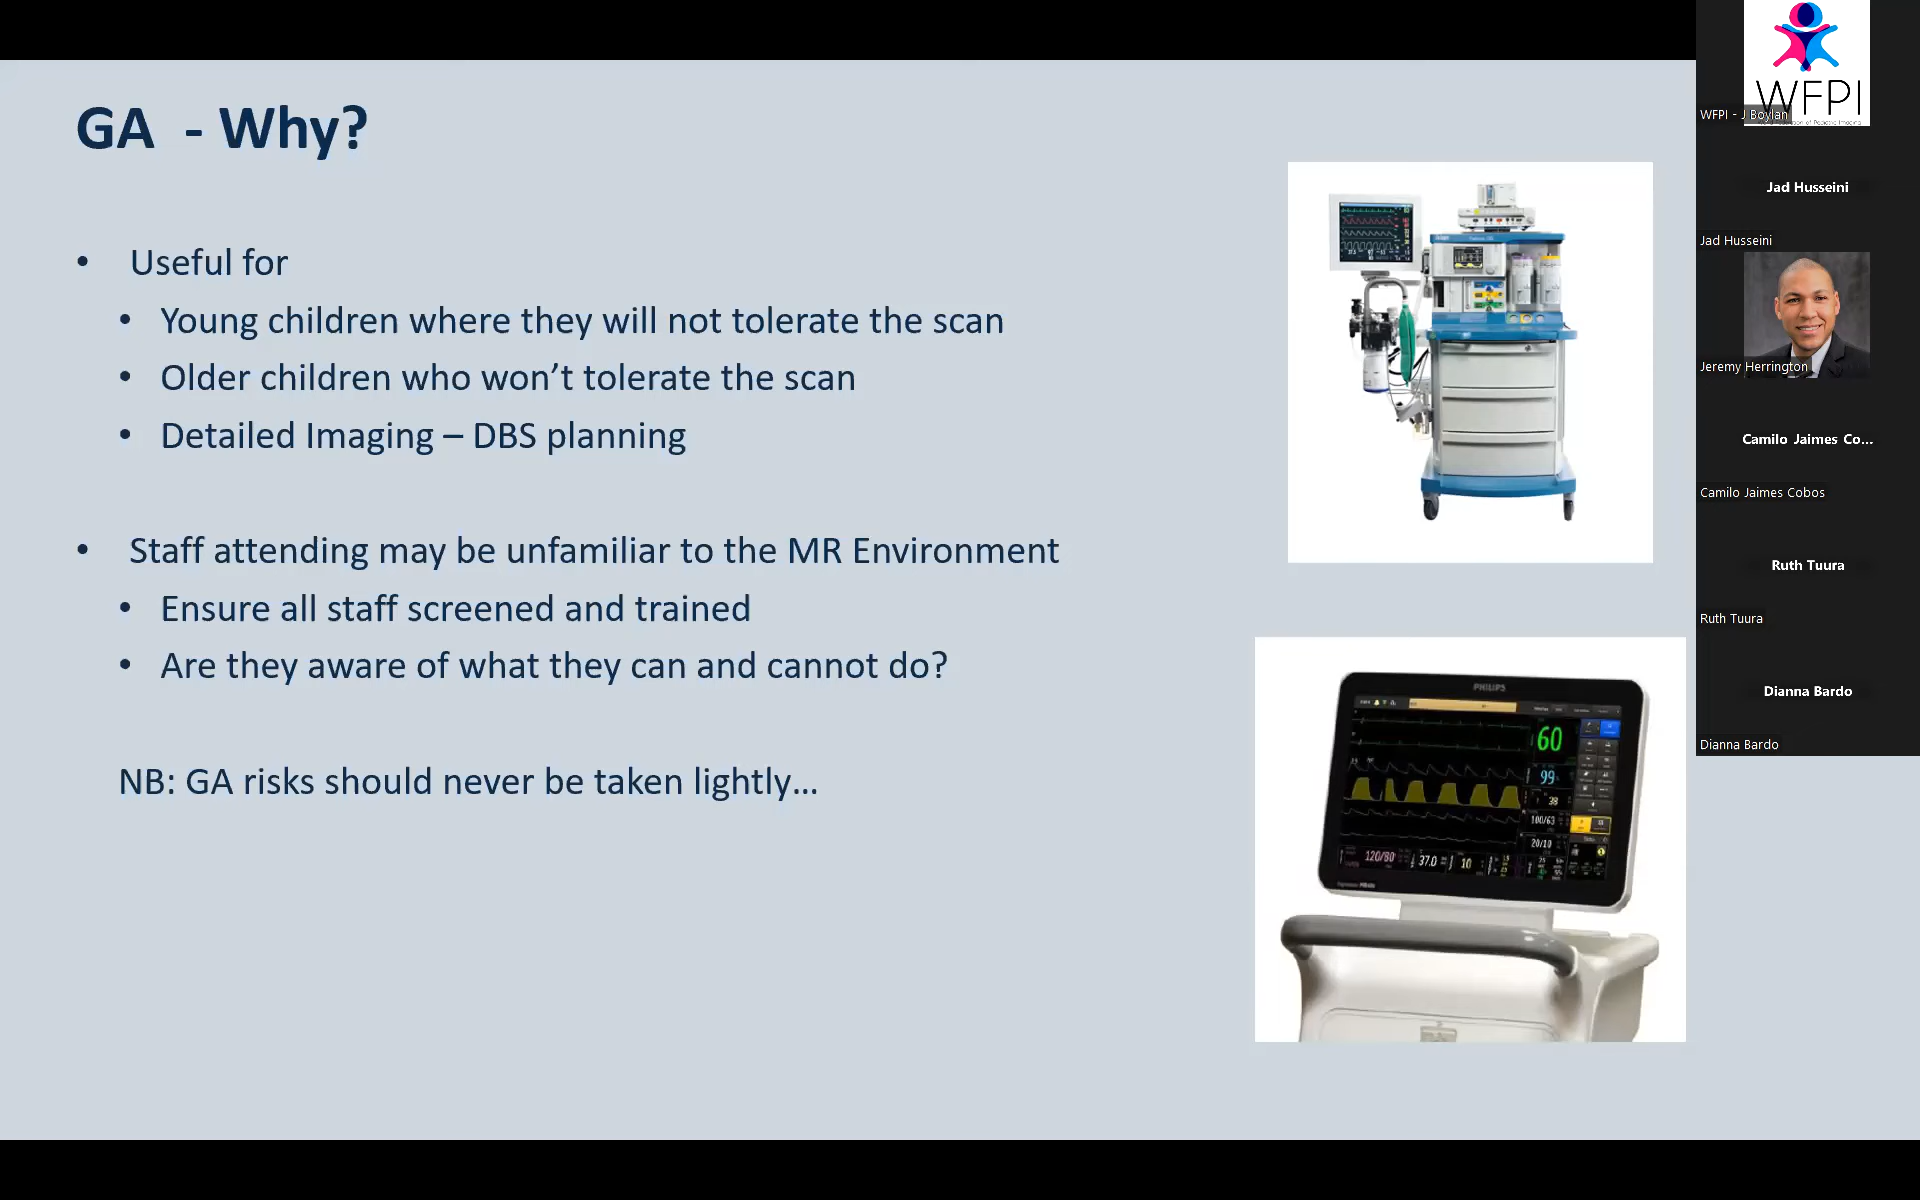 GA - Why?
• Useful for
• Young children where they will not tolerate the scan
• Older children who won't tolerate the scan
• Detailed Imaging – DBS planning
• Staff attending may be unfamiliar to the MR Environment
• Ensure all staff screened and trained
• Are they aware of what they can and cannot do?
NB: GA risks should never be taken lightly...
PHILIPS
60
99
38
100/63
20/10
120/80
37.0
10
WFPI
WFPI - J Boylan
of Pediatric Imaging
Jad Husseini
Jad Husseini
Jeremy Herrington
Camilo Jaimes Co...
Camilo Jaimes Cobos
Ruth Tuura
Ruth Tuura
Dianna Bardo
Dianna Bardo